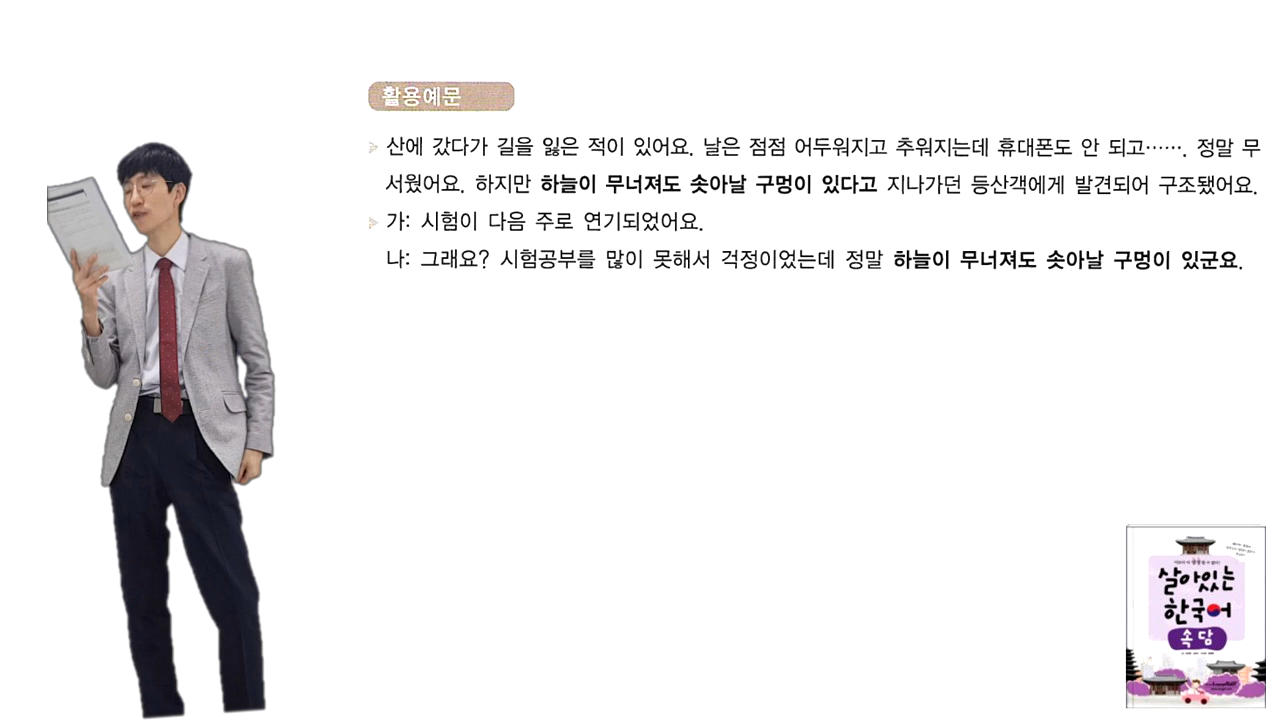 활용예문
산에 갔다가 길을 잃은 적이 있어요. 날은 점점 어두워지고 추워지는데 휴대폰도 안 되고……. 정말 무
서웠어요. 하지만 하늘이 무너져도 솟아날 구멍이 있다고 지나가던 등산객에게 발견되어 구조됐어요.
가: 시험이 다음 주로 연기되었어요.
나: 그래요? 시험공부를 많이 못해서 걱정이었는데 정말 하늘이 무너져도 솟아날 구멍이 있군요.
살아있는
한국어
속담